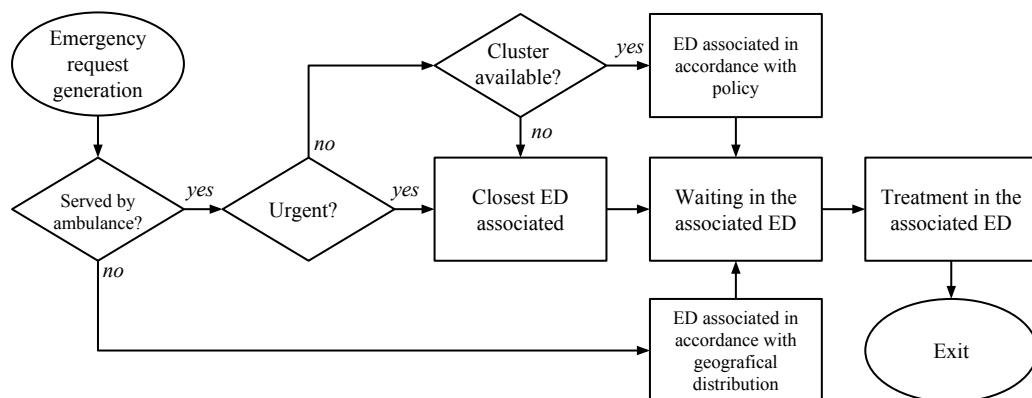 Emergency
request
generation
Cluster
available?
yes
ED associated in
accordance with
policy
no
no
Served by
ambulance?
yes
Urgent?
yes
Closest ED
associated
Waiting in the
associated ED
Treatment in the
associated ED
no
ED associated in
accordance with
geografical
distribution
Exit